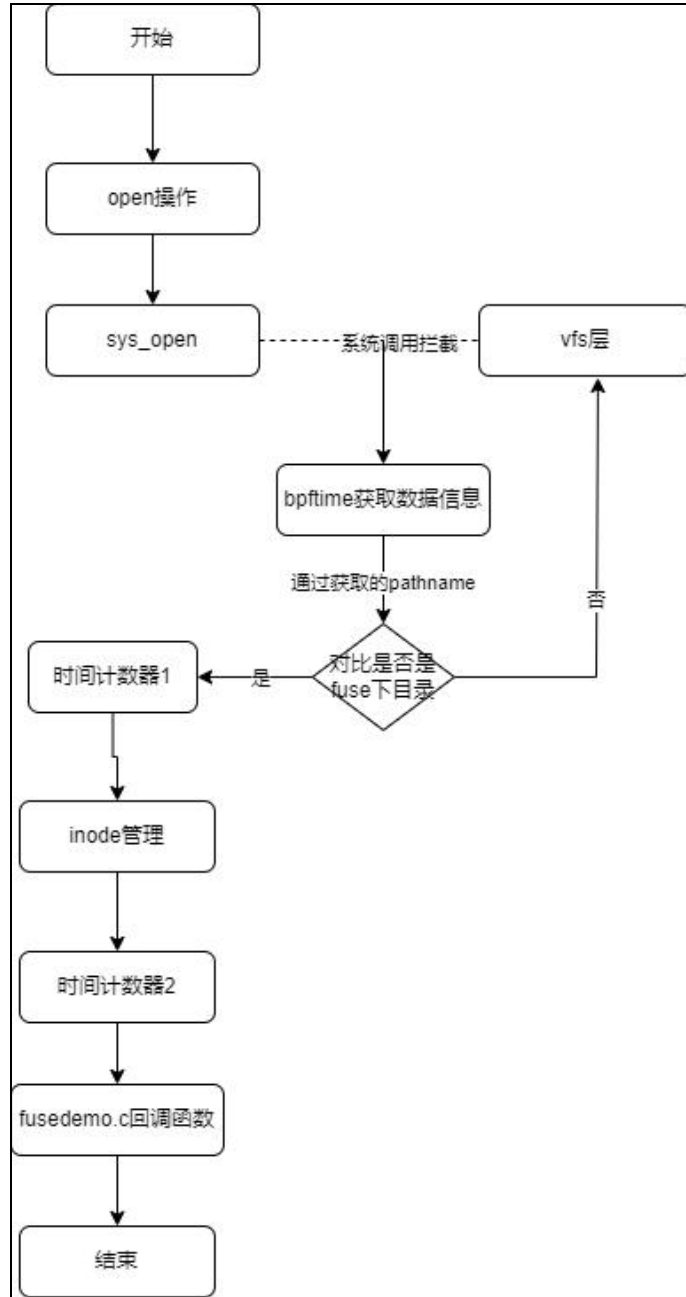 开始
open操作
sys_open
系统调用拦截
vfs层
bpftime获取数据信息
通过获取的pathname
否
对比是否是
fuse下目录
是
时间计数器1
inode管理
时间计数器2
fusedemo.c回调函数
结束